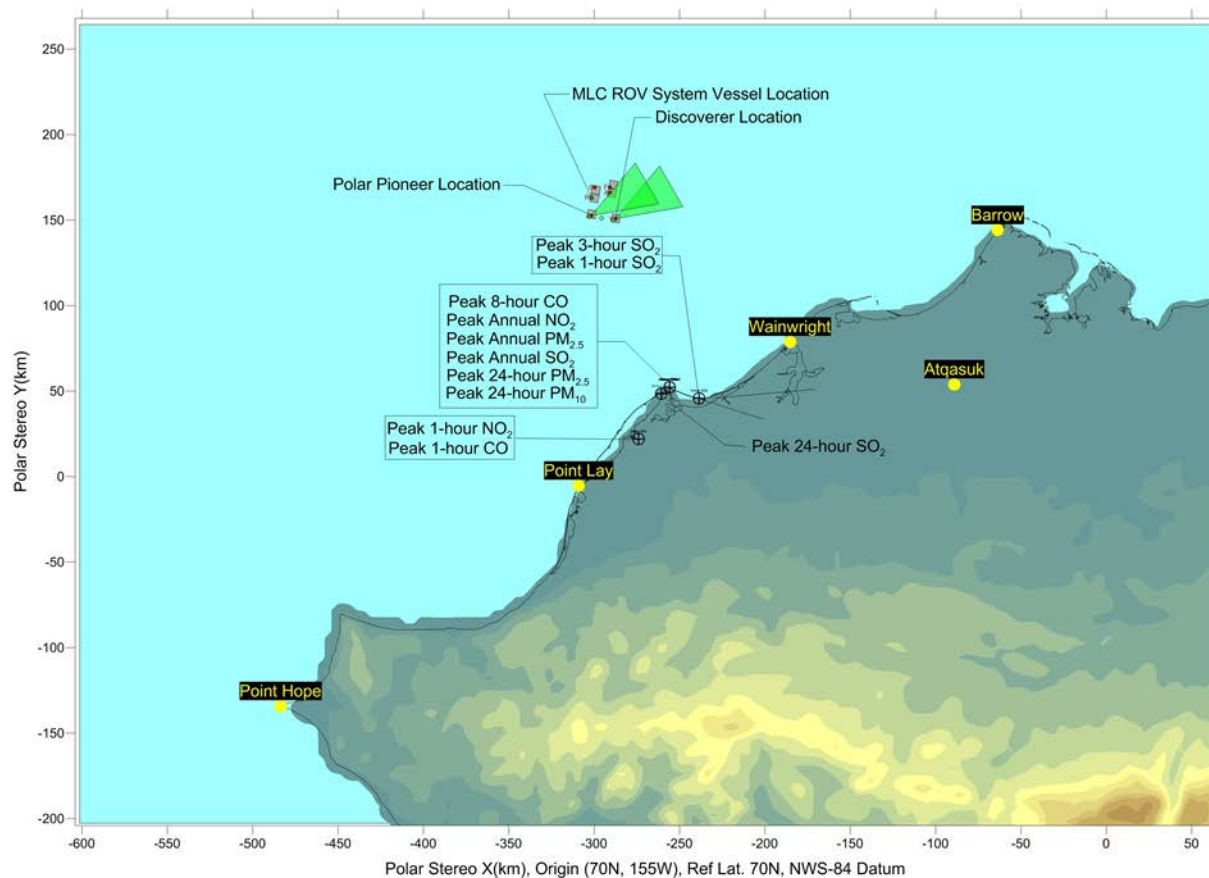 250
200
150
100
50
0
-50
-100
-150
-200
Polar Stereo Y(km)
MLC ROV System Vessel Location
Discoverer Location
Polar Pioneer Location
Barrow
Peak 3-hour SO₂
Peak 1-hour SO₂
Peak 8-hour CO
Peak Annual NO₂
Peak Annual PM₂.₅
Peak Annual SO₂
Peak 24-hour PM₂.₅
Peak 24-hour PM₁₀
Wainwright
Atqasuk
Peak 1-hour NO₂
Peak 1-hour CO
Peak 24-hour SO₂
Point Lay
Point Hope
-600 -550 -500 -450 -400 -350 -300 -250 -200 -150 -100 -50 0 50
Polar Stereo X(km), Origin (70N, 155W), Ref Lat. 70N, NWS-84 Datum